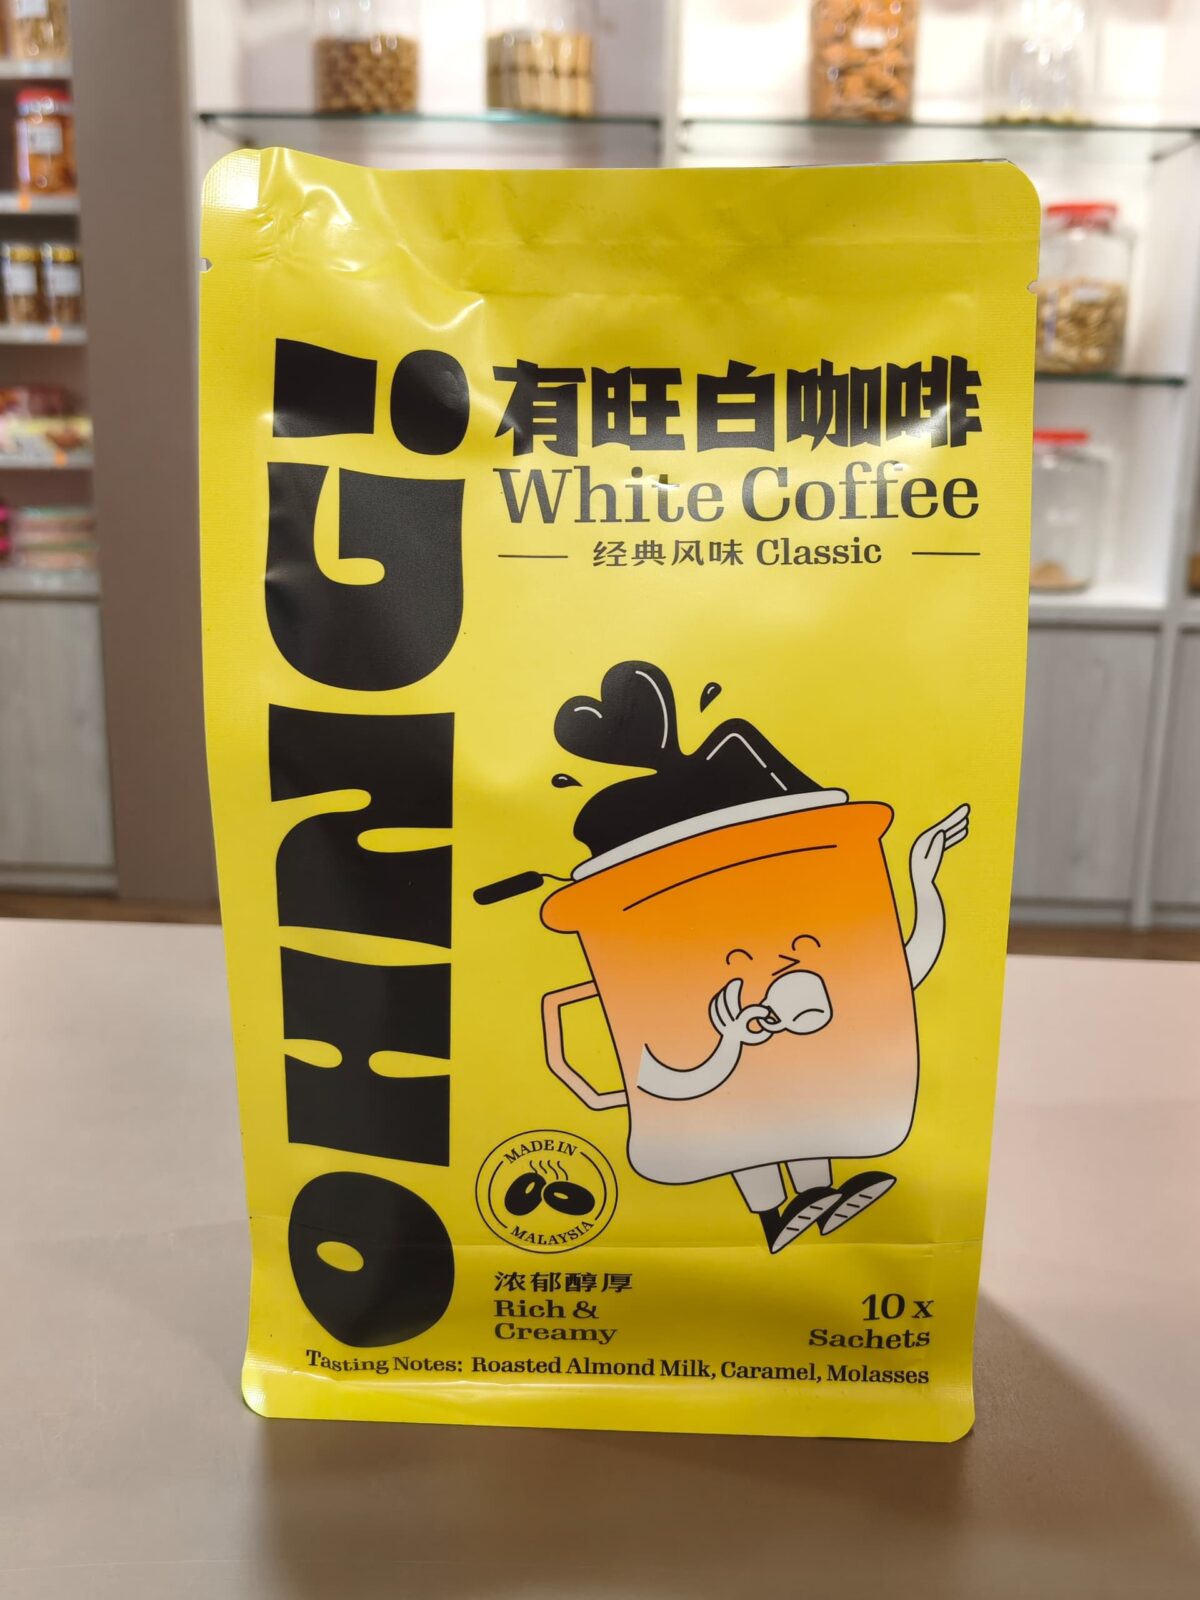 OHNG!
有旺白咖啡
White Coffee
经典风味 Classic
MADE IN
MALAYSIA
浓郁醇厚
Rich &
Creamy
10 x
Sachets
Tasting Notes: Roasted Almond Milk, Caramel, Molasses